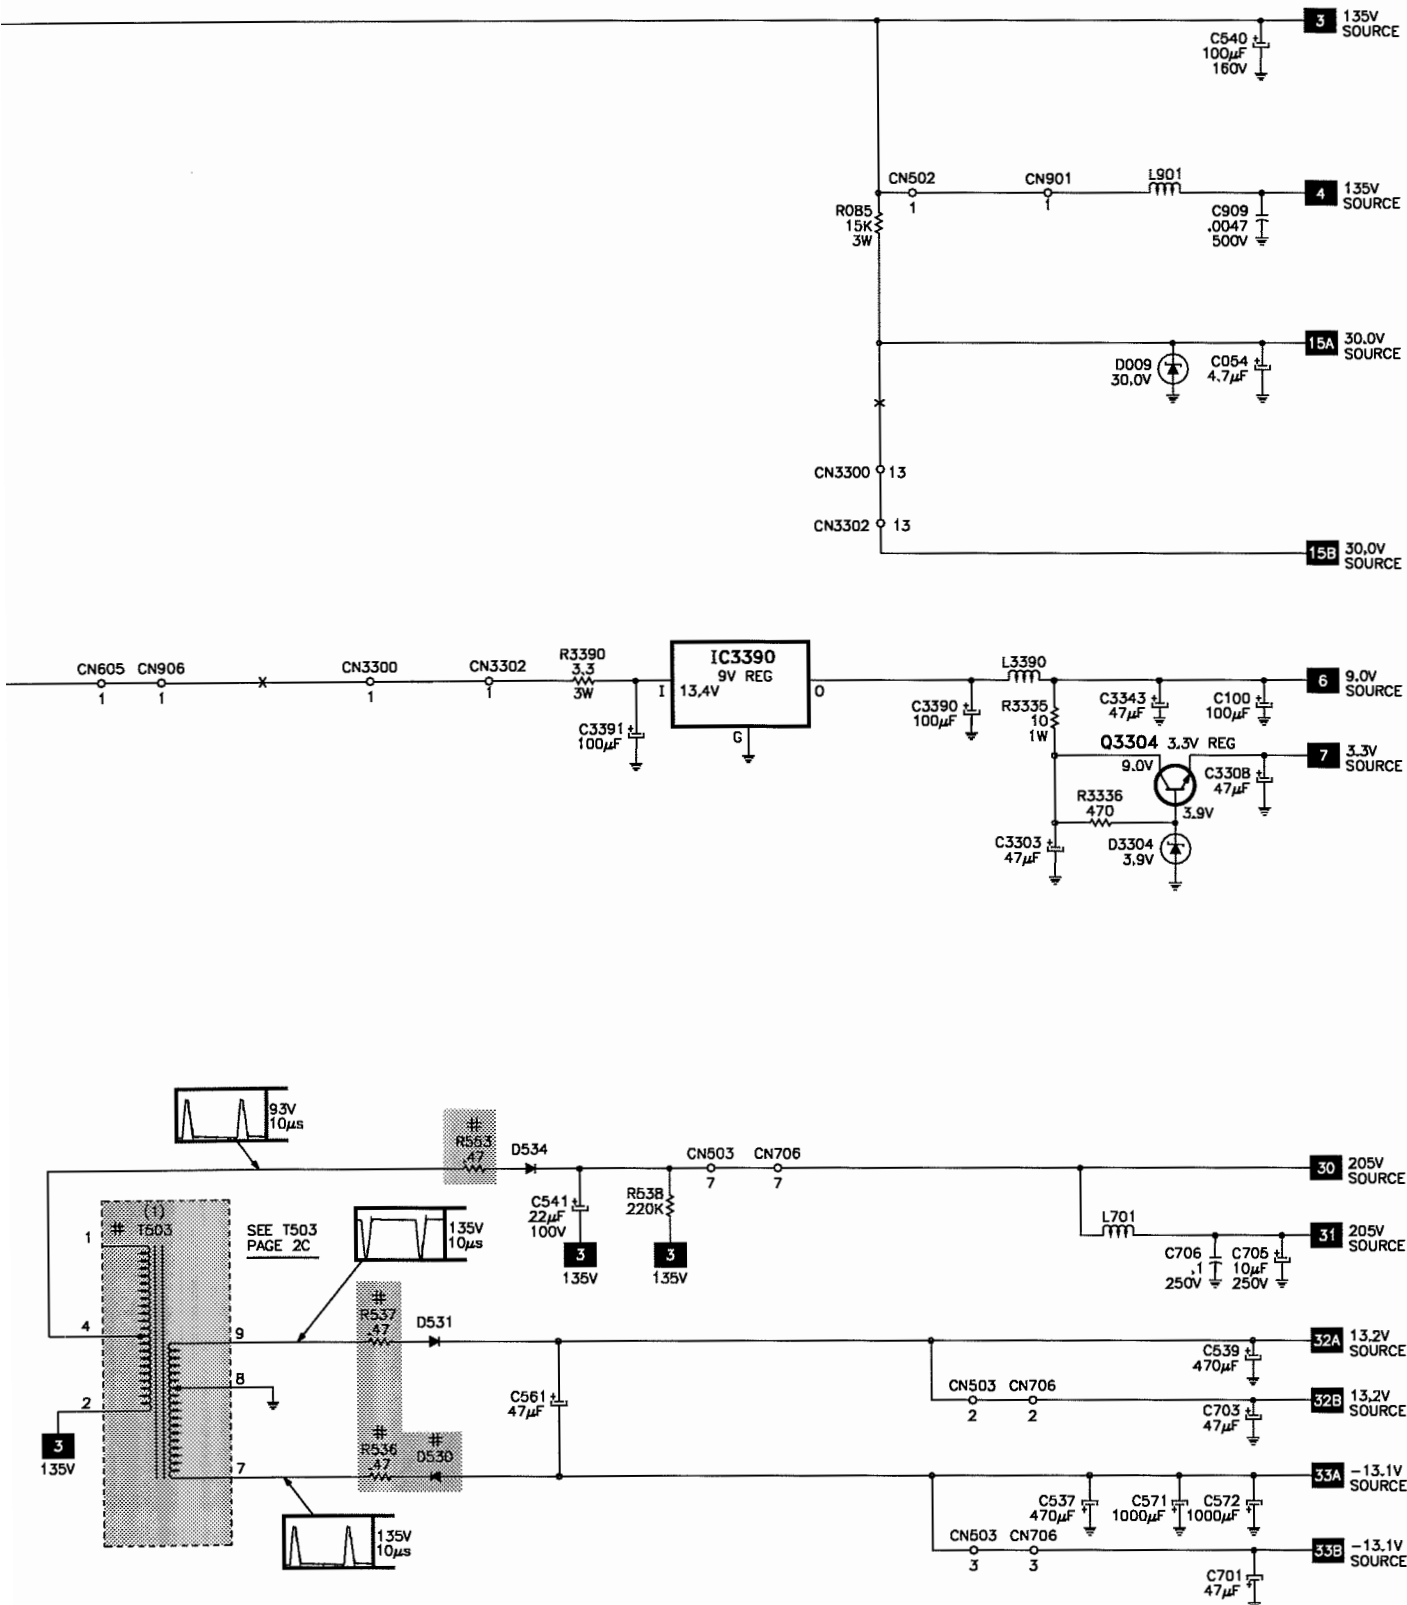 3 135V
SOURCE
C540
100µF
160V
CN502
1
CN901
1
L901
4 135V
SOURCE
R0B5
15K
3W
C909
.0047
500V
15A 30.0V
SOURCE
D009
30.0V
C054
4.7µF
CN3300 13
CN3302 13
15B 30.0V
SOURCE
CN605
1
CN906
1
CN3300
1
CN3302
1
R3390
3.3
3W
C3391
100µF
IC3390
9V REG
I 13.4V
O
G
L3390
C3390
100µF
R3335
10
1W
C3343
47µF
C100
100µF
6 9.0V
SOURCE
Q3304 3.3V REG
9.0V
3.9V
7 3.3V
SOURCE
C3308
47µF
R3336
470
C3303
47µF
D3304
3.9V
93V
10µs
#
R553
.47
D534
CN503
7
CN706
7
30 205V
SOURCE
C541
22µF
100V
3
135V
R538
220K
3
135V
L701
31 205V
SOURCE
C706
.1
250V
C705
10µF
250V
(1)
# T503
1
4
2
3
135V
9
8
7
SEE T503
PAGE 2C
135V
10µs
#
R537
.47
D531
32A 13.2V
SOURCE
C539
470µF
C561
47µF
CN503
2
CN706
2
32B 13.2V
SOURCE
C703
47µF
#
R536
.47
#
D530
33A -13.1V
SOURCE
C537
470µF
C571
1000µF
C572
1000µF
135V
10µs
CN503
3
CN706
3
33B -13.1V
SOURCE
C701
47µF